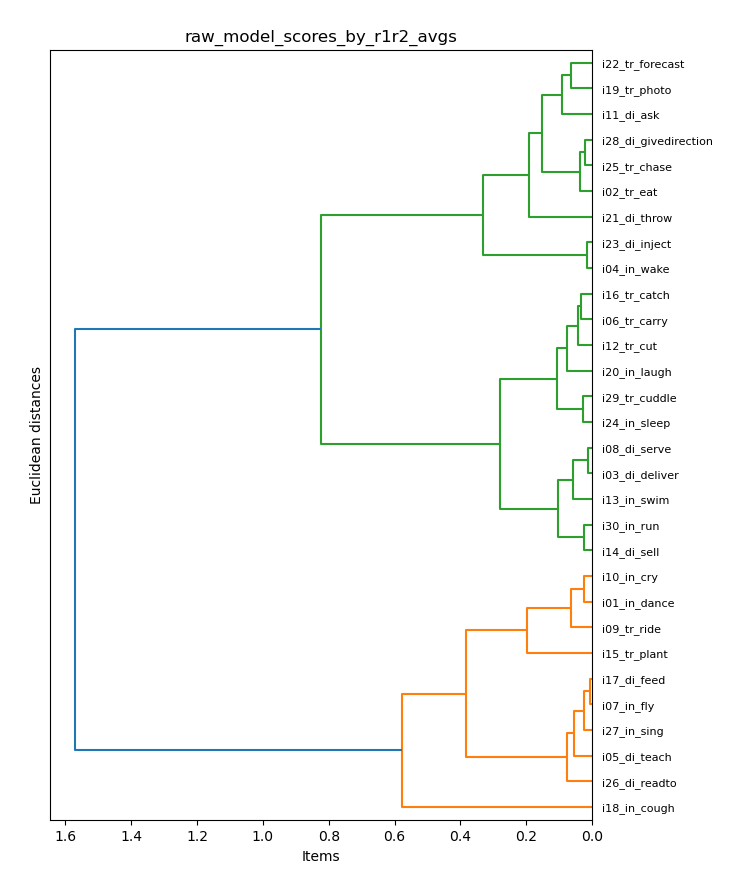 raw_model_scores_by_r1r2_avgs
i22_tr_forecast
i19_tr_photo
i11_di_ask
i28_di_givedirection
i25_tr_chase
i02_tr_eat
i21_di_throw
i23_di_inject
i04_in_wake
i16_tr_catch
i06_tr_carry
i12_tr_cut
i20_in_laugh
i29_tr_cuddle
i24_in_sleep
i08_di_serve
i03_di_deliver
i13_in_swim
i30_in_run
i14_di_sell
i10_in_cry
i01_in_dance
i09_tr_ride
i15_tr_plant
i17_di_feed
i07_in_fly
i27_in_sing
i05_di_teach
i26_di_readto
i18_in_cough
Euclidean distances
1.6 1.4 1.2 1.0 0.8 0.6 0.4 0.2 0.0
Items